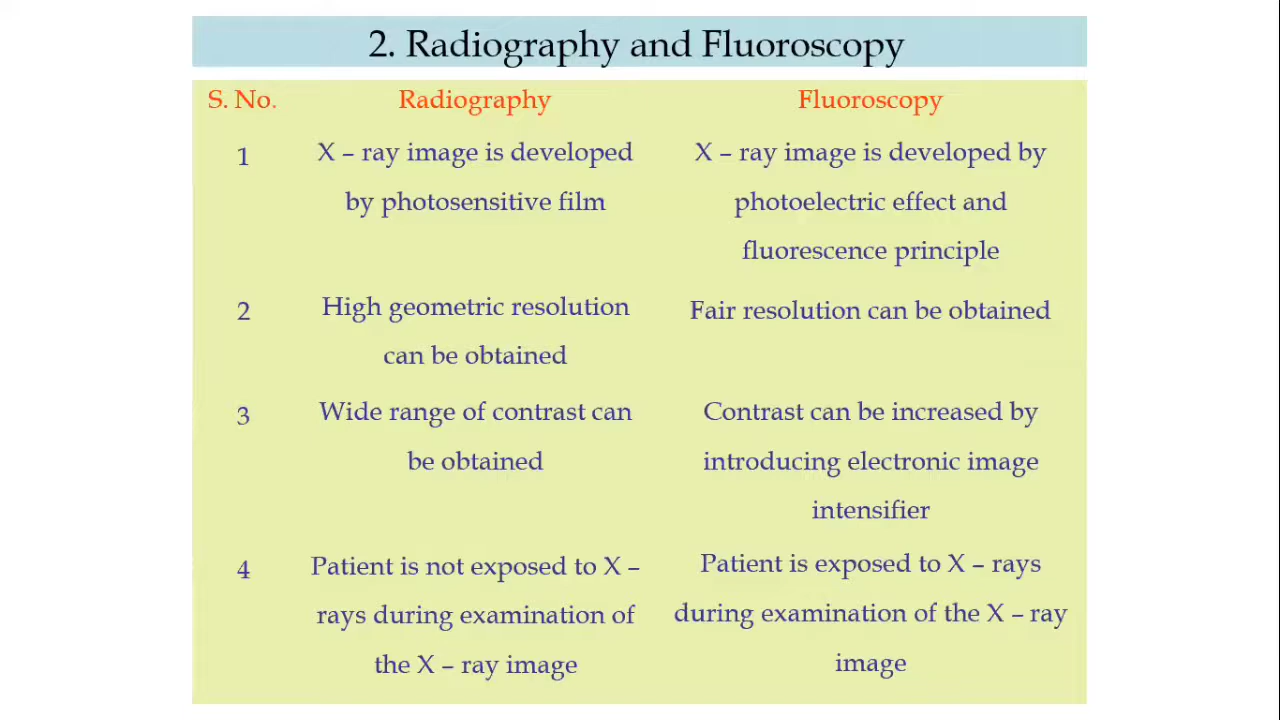 2. Radiography and Fluoroscopy
S. No. Radiography Fluoroscopy
1 X – ray image is developed X – ray image is developed by
by photosensitive film photoelectric effect and
fluorescence principle
2 High geometric resolution Fair resolution can be obtained
can be obtained
3 Wide range of contrast can Contrast can be increased by
be obtained introducing electronic image
intensifier
4 Patient is not exposed to X – Patient is exposed to X – rays
rays during examination of during examination of the X – ray
the X – ray image image